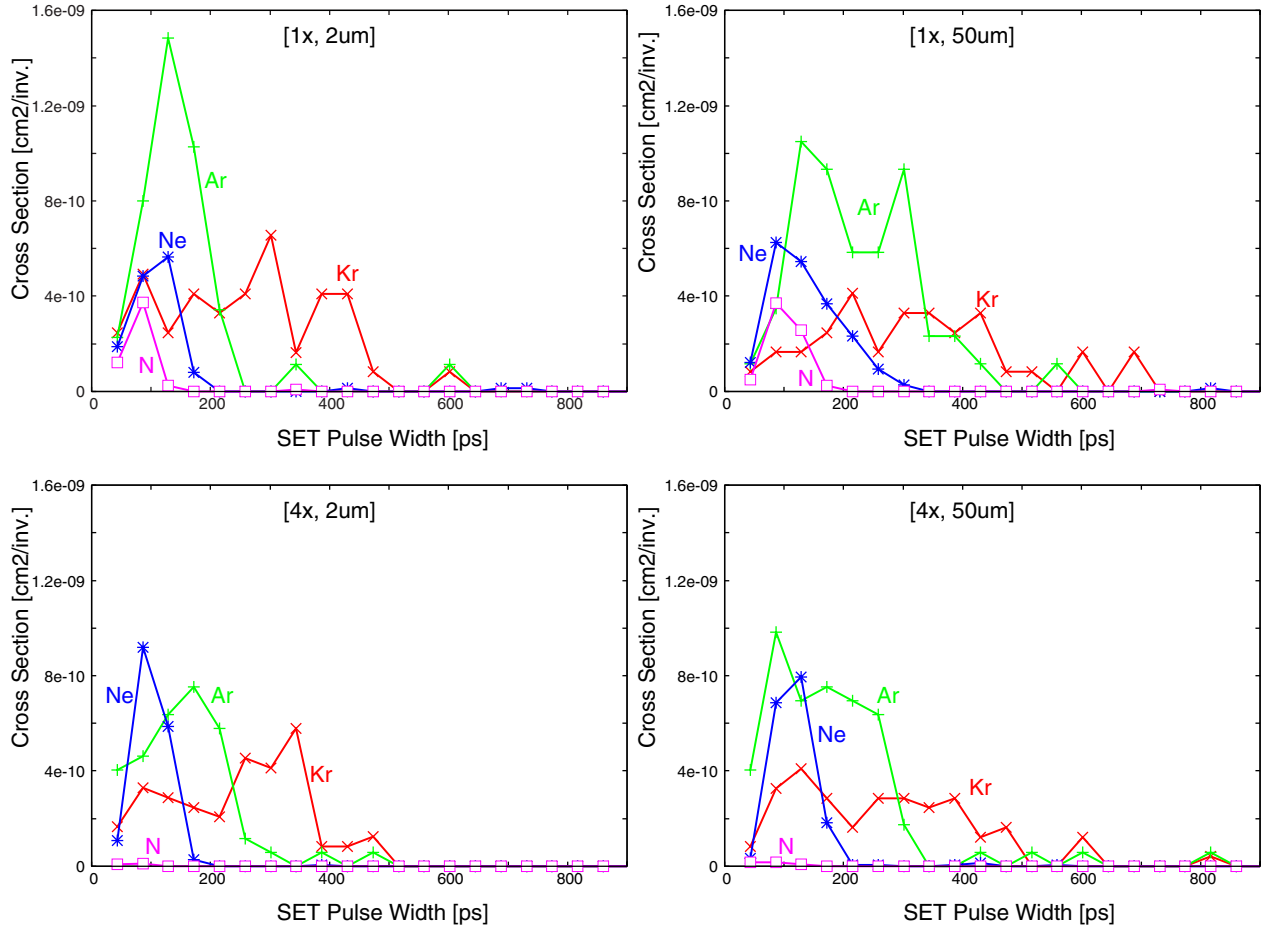 1.6e-09
1.2e-09
8e-10
4e-10
0
Cross Section [cm2/inv.]
[1x, 2um]
Ar
Ne
Kr
N
0 200 400 600 800
SET Pulse Width [ps]
1.6e-09
1.2e-09
8e-10
4e-10
0
Cross Section [cm2/inv.]
[1x, 50um]
Ar
Ne
Kr
N
0 200 400 600 800
SET Pulse Width [ps]
1.6e-09
1.2e-09
8e-10
4e-10
0
Cross Section [cm2/inv.]
[4x, 2um]
Ne
Ar
Kr
N
0 200 400 600 800
SET Pulse Width [ps]
1.6e-09
1.2e-09
8e-10
4e-10
0
Cross Section [cm2/inv.]
[4x, 50um]
Ar
Ne
Kr
N
0 200 400 600 800
SET Pulse Width [ps]